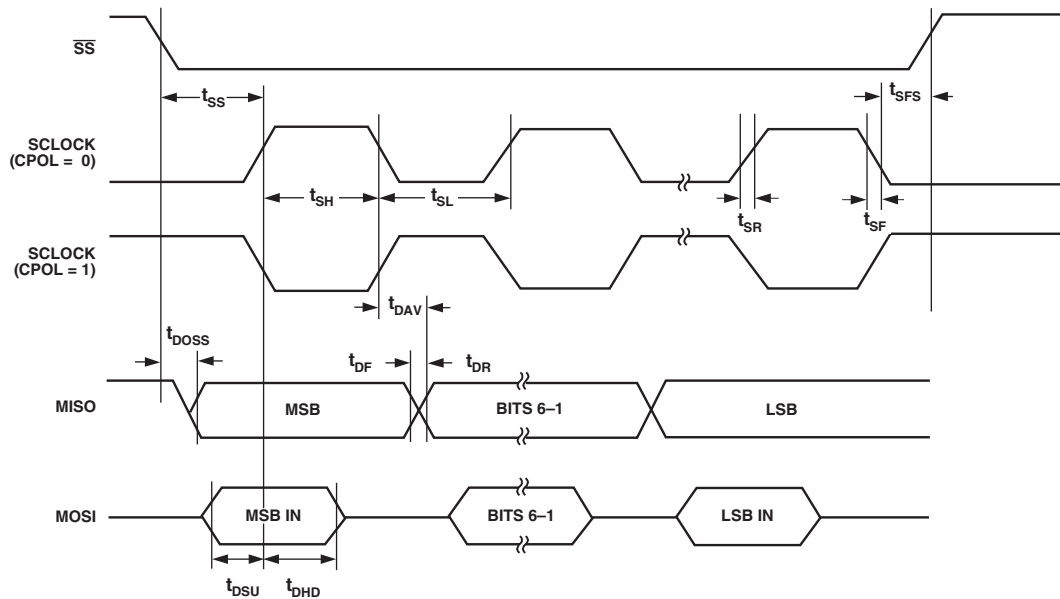 SS
tSS
tSFS
SCLOCK
(CPOL = 0)
tSH
tSL
tSR
tSF
SCLOCK
(CPOL = 1)
tDAV
tDOSS
tDF
tDR
MISO
MSB
BITS 6–1
LSB
MOSI
MSB IN
BITS 6–1
LSB IN
tDSU
tDHD